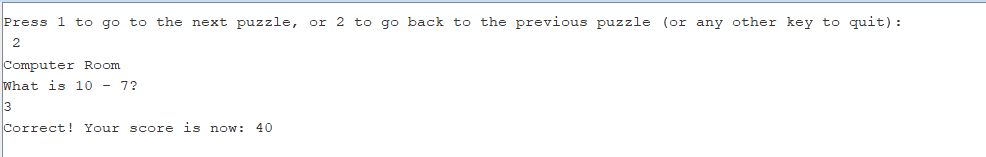 Press 1 to go to the next puzzle, or 2 to go back to the previous puzzle (or any other key to quit):
2
Computer Room
What is 10 - 7?
3
Correct! Your score is now: 40